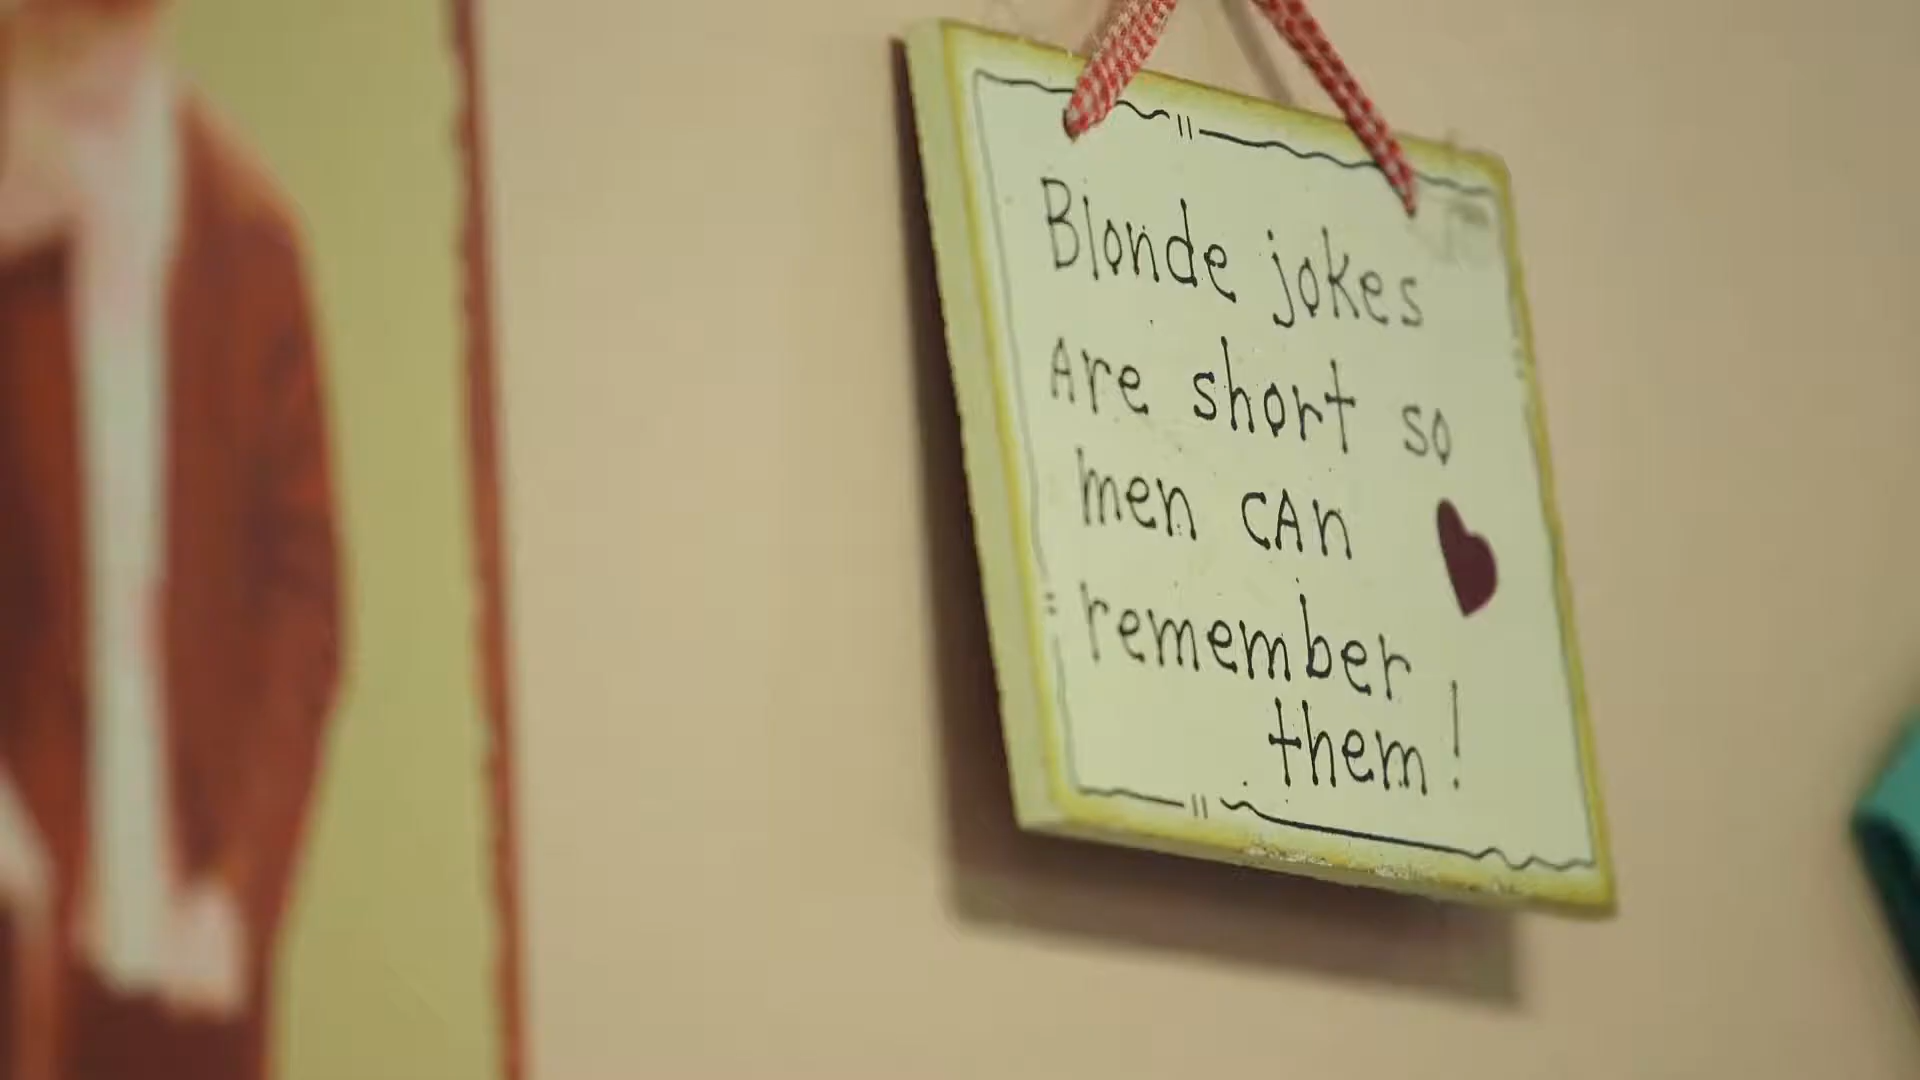 Blonde jokes
Are short so
men cAn
remember
them!